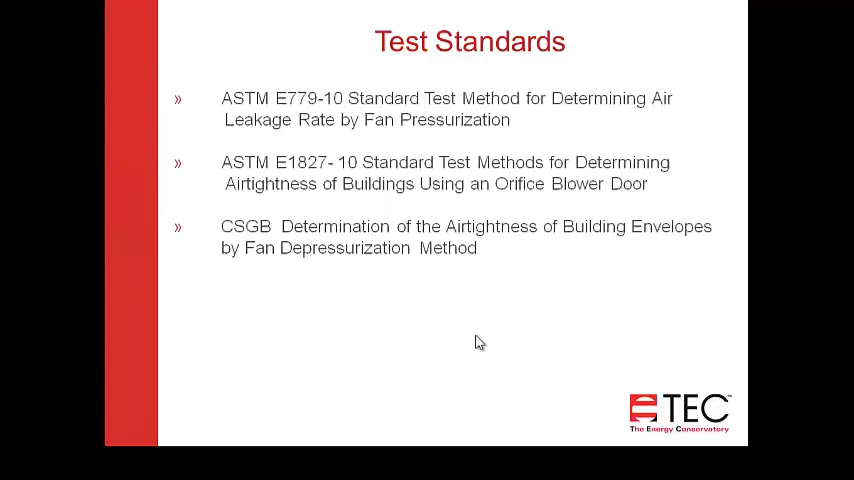 Test Standards
» ASTM E779-10 Standard Test Method for Determining Air
Leakage Rate by Fan Pressurization
» ASTM E1827- 10 Standard Test Methods for Determining
Airtightness of Buildings Using an Orifice Blower Door
» CSGB Determination of the Airtightness of Building Envelopes
by Fan Depressurization Method
TEC™
The Energy Conservatory